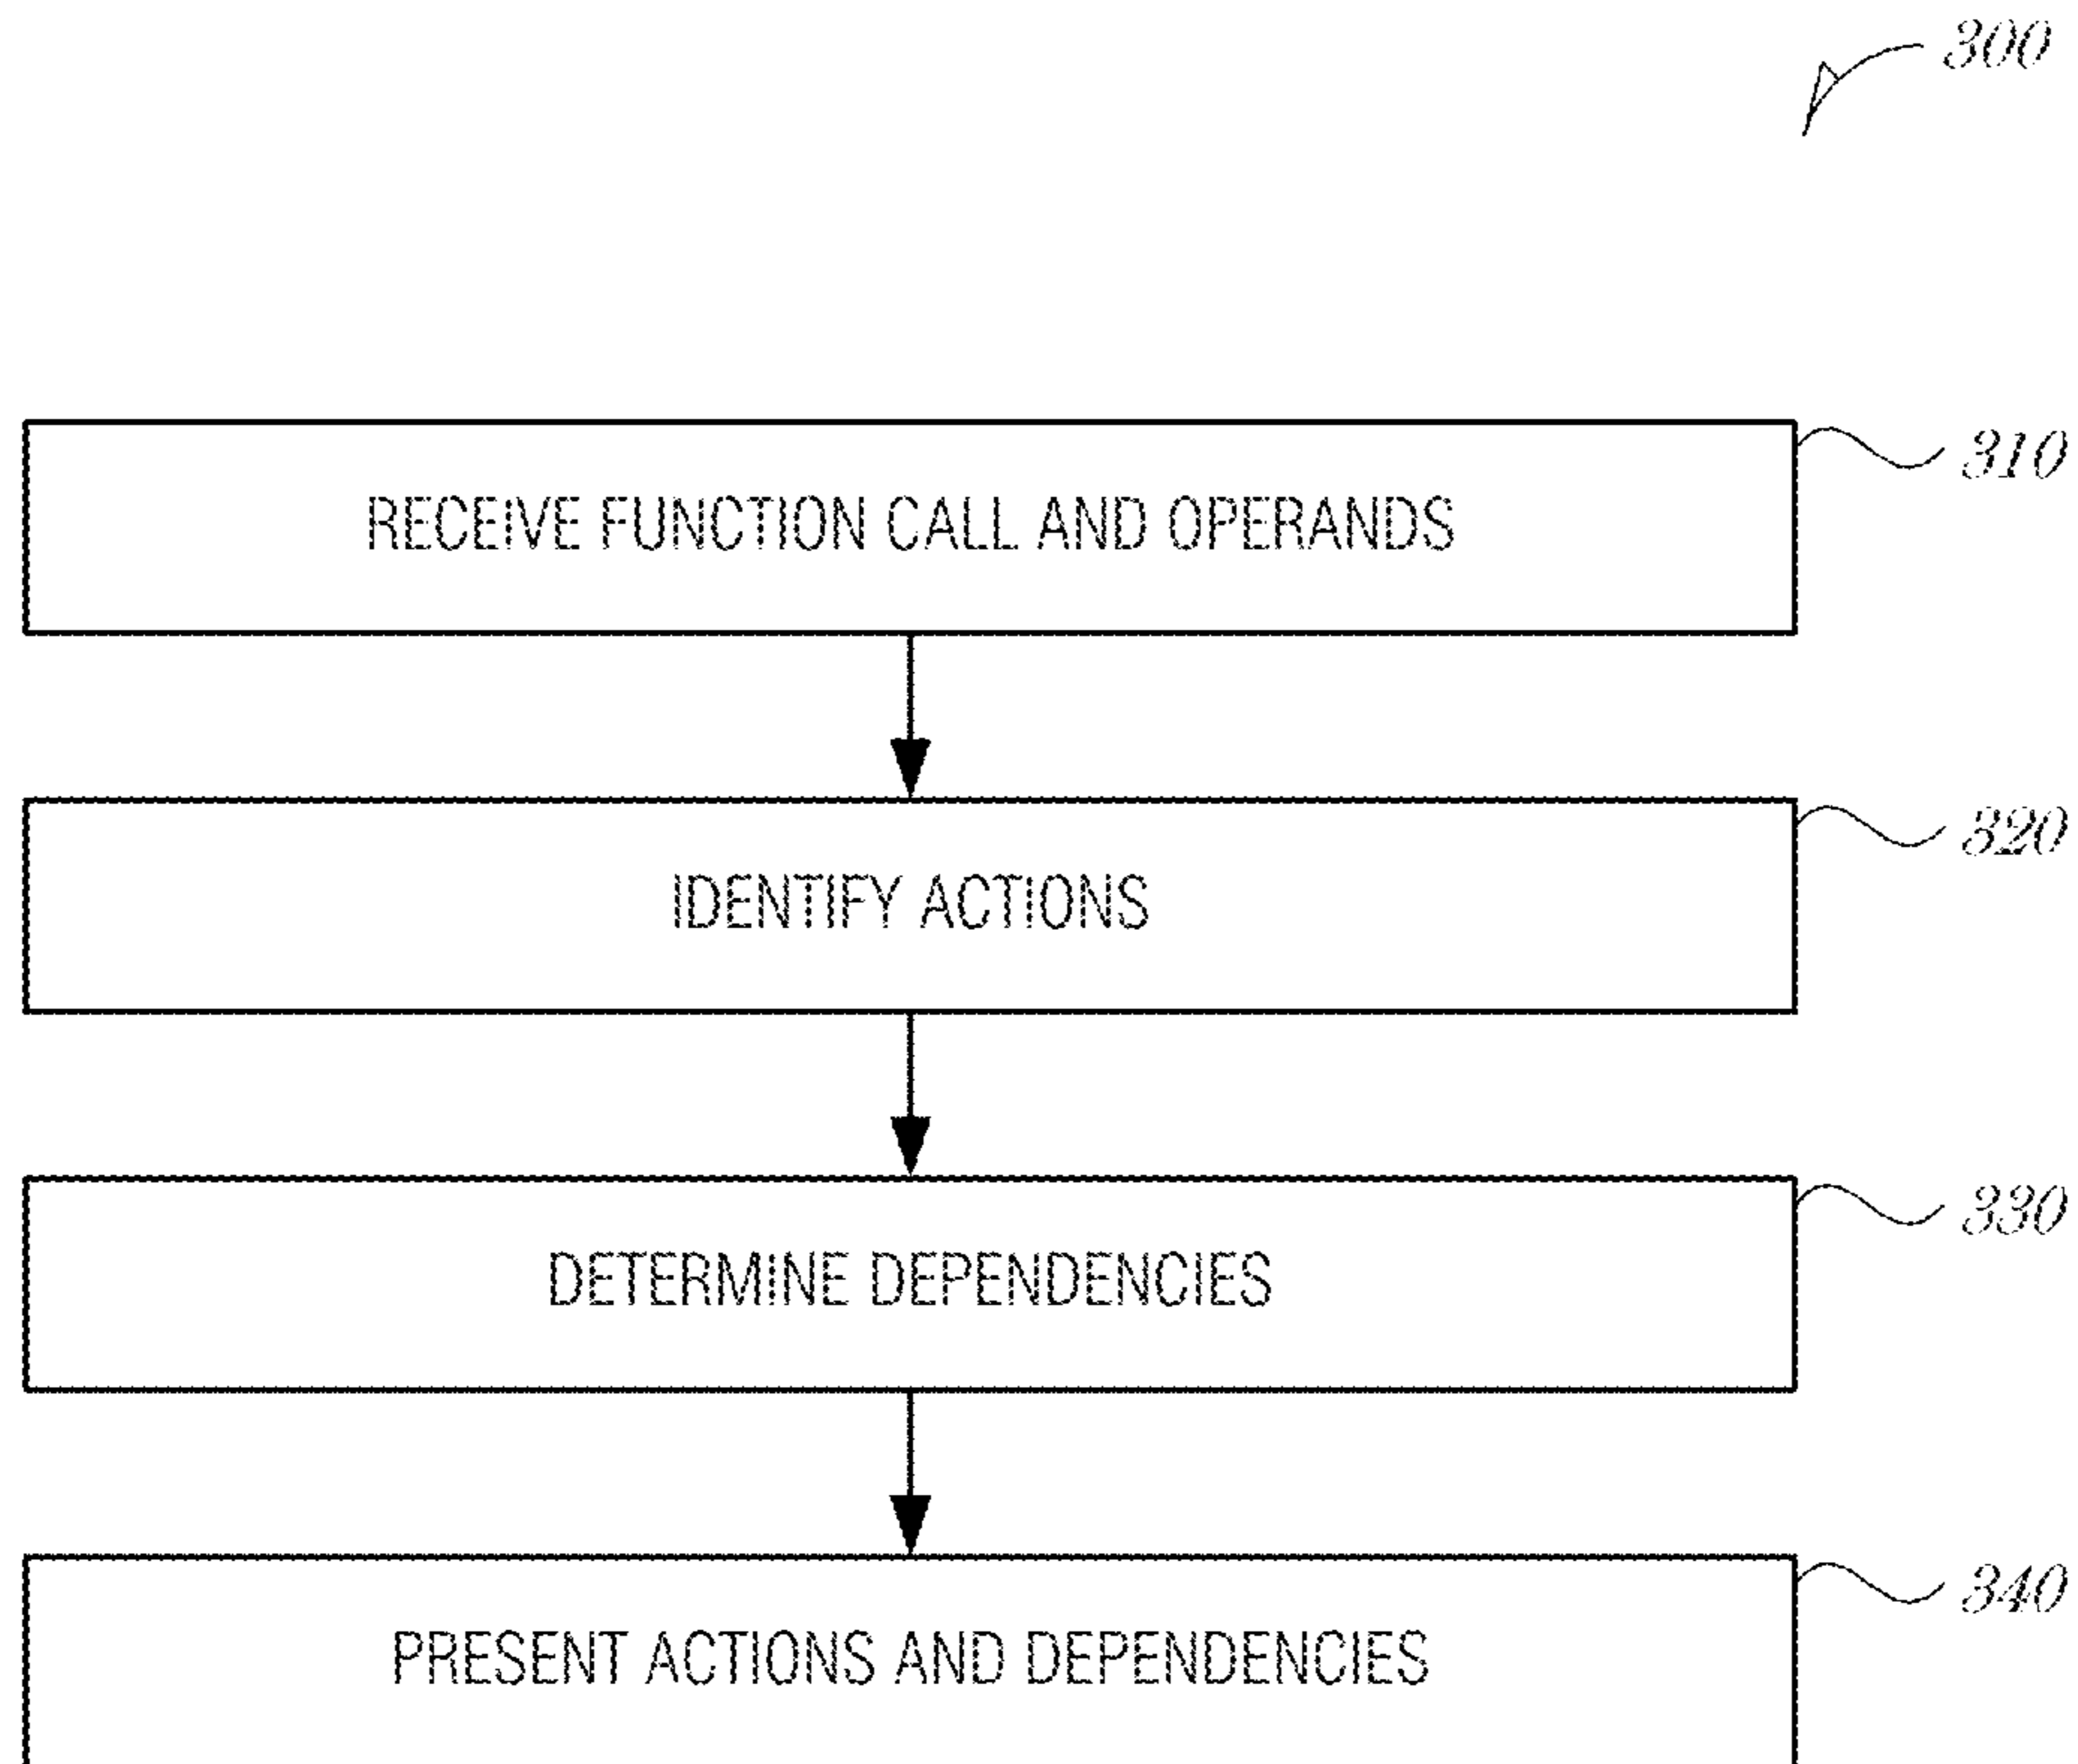 300
310
RECEIVE FUNCTION CALL AND OPERANDS
320
IDENTIFY ACTIONS
330
DETERMINE DEPENDENCIES
340
PRESENT ACTIONS AND DEPENDENCIES